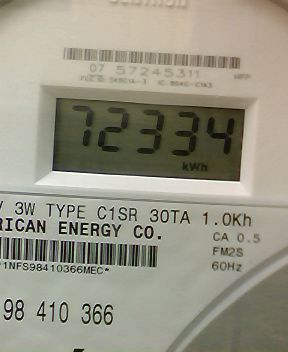 07 57245311
72334
kWh
V 3W TYPE C1SR 30TA 1.0Kh
RICAN ENERGY CO.
CA 0.5
FM2S
60Hz
*1NFS98410366MEC*
98 410 366